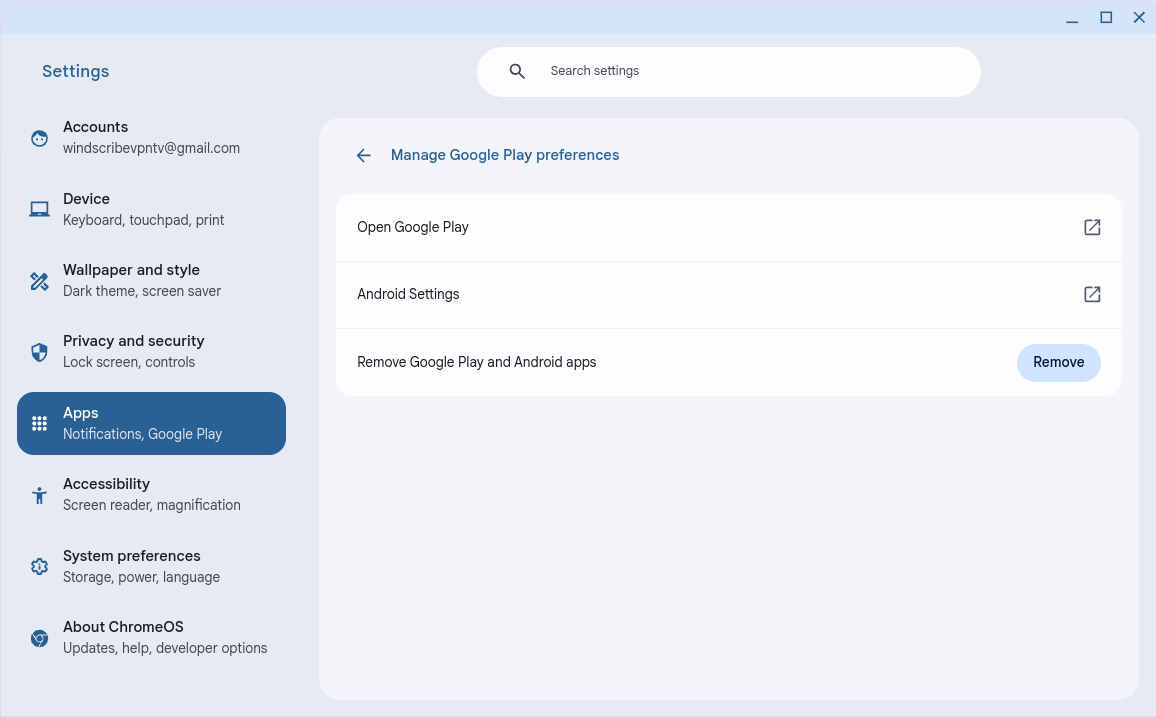 Settings
Search settings
Accounts
windscribevpntv@gmail.com
Device
Keyboard, touchpad, print
Wallpaper and style
Dark theme, screen saver
Privacy and security
Lock screen, controls
Apps
Notifications, Google Play
Accessibility
Screen reader, magnification
System preferences
Storage, power, language
About ChromeOS
Updates, help, developer options
Manage Google Play preferences
Open Google Play
Android Settings
Remove Google Play and Android apps
Remove